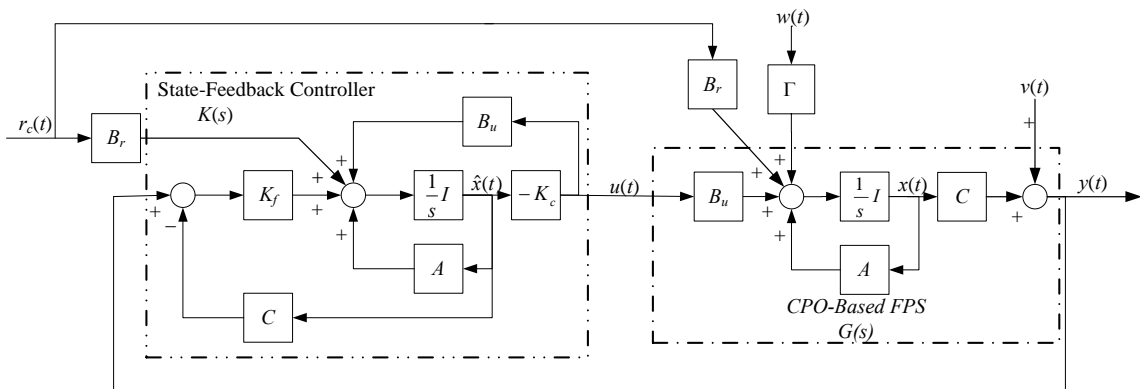 w(t)
State-Feedback Controller
K(s)
B_r
Γ
v(t)
r_c(t)
B_r
B_u
+
+
+
+
+
K_f
+
+
1/s I
x̂(t)
−K_c
u(t)
B_u
+
1/s I
x(t)
C
+
y(t)
+
−
+
A
+
A
C
CPO-Based FPS
G(s)